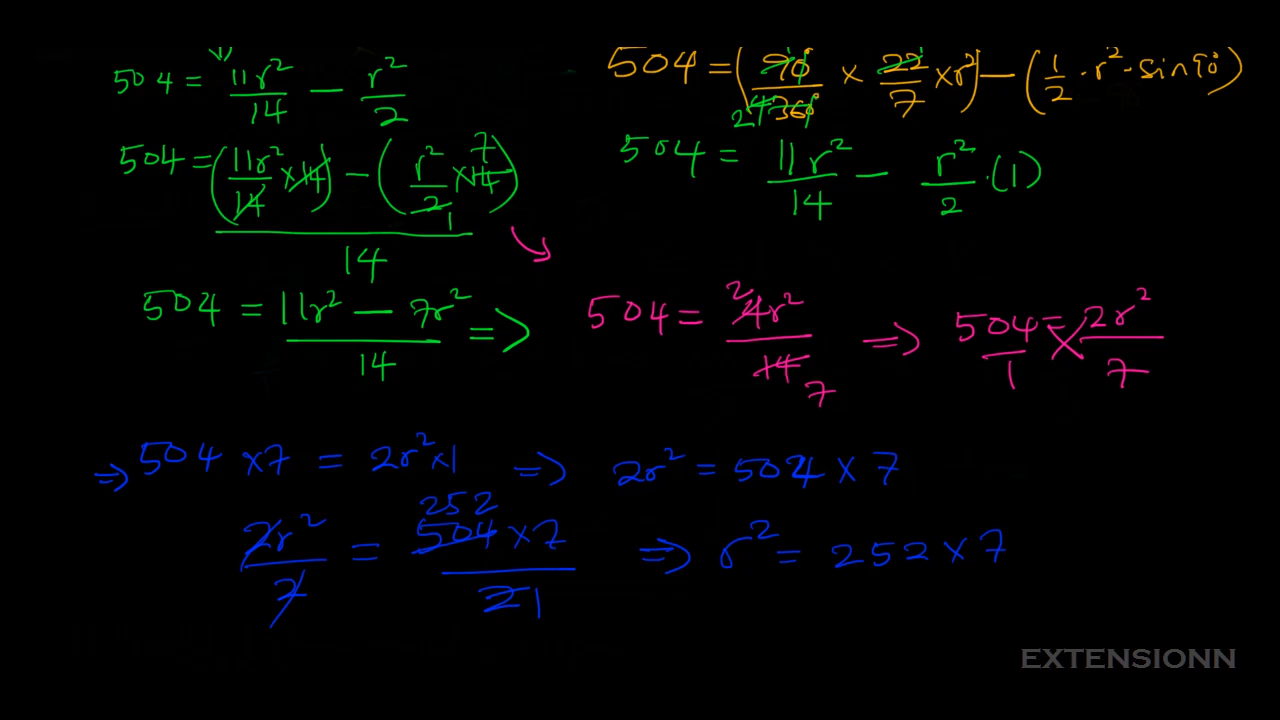 504 = (90/360 × 22/7 × r²) − (1/2 · r² · sin 90°)
504 = 11r²/14 − r²/2 · (1)
504 = 11r²/14 − r²/2
504 = ((11r²/14 × 14) − (r²/2 × 14))/14
504 = (11r² − 7r²)/14 =>
504 = 4r²/14 => 504/1 = 2r²/7
=> 504 × 7 = 2r² × 1 => 2r² = 504 × 7
2r²/2 = 504 × 7/2 => r² = 252 × 7
EXTENSIONN